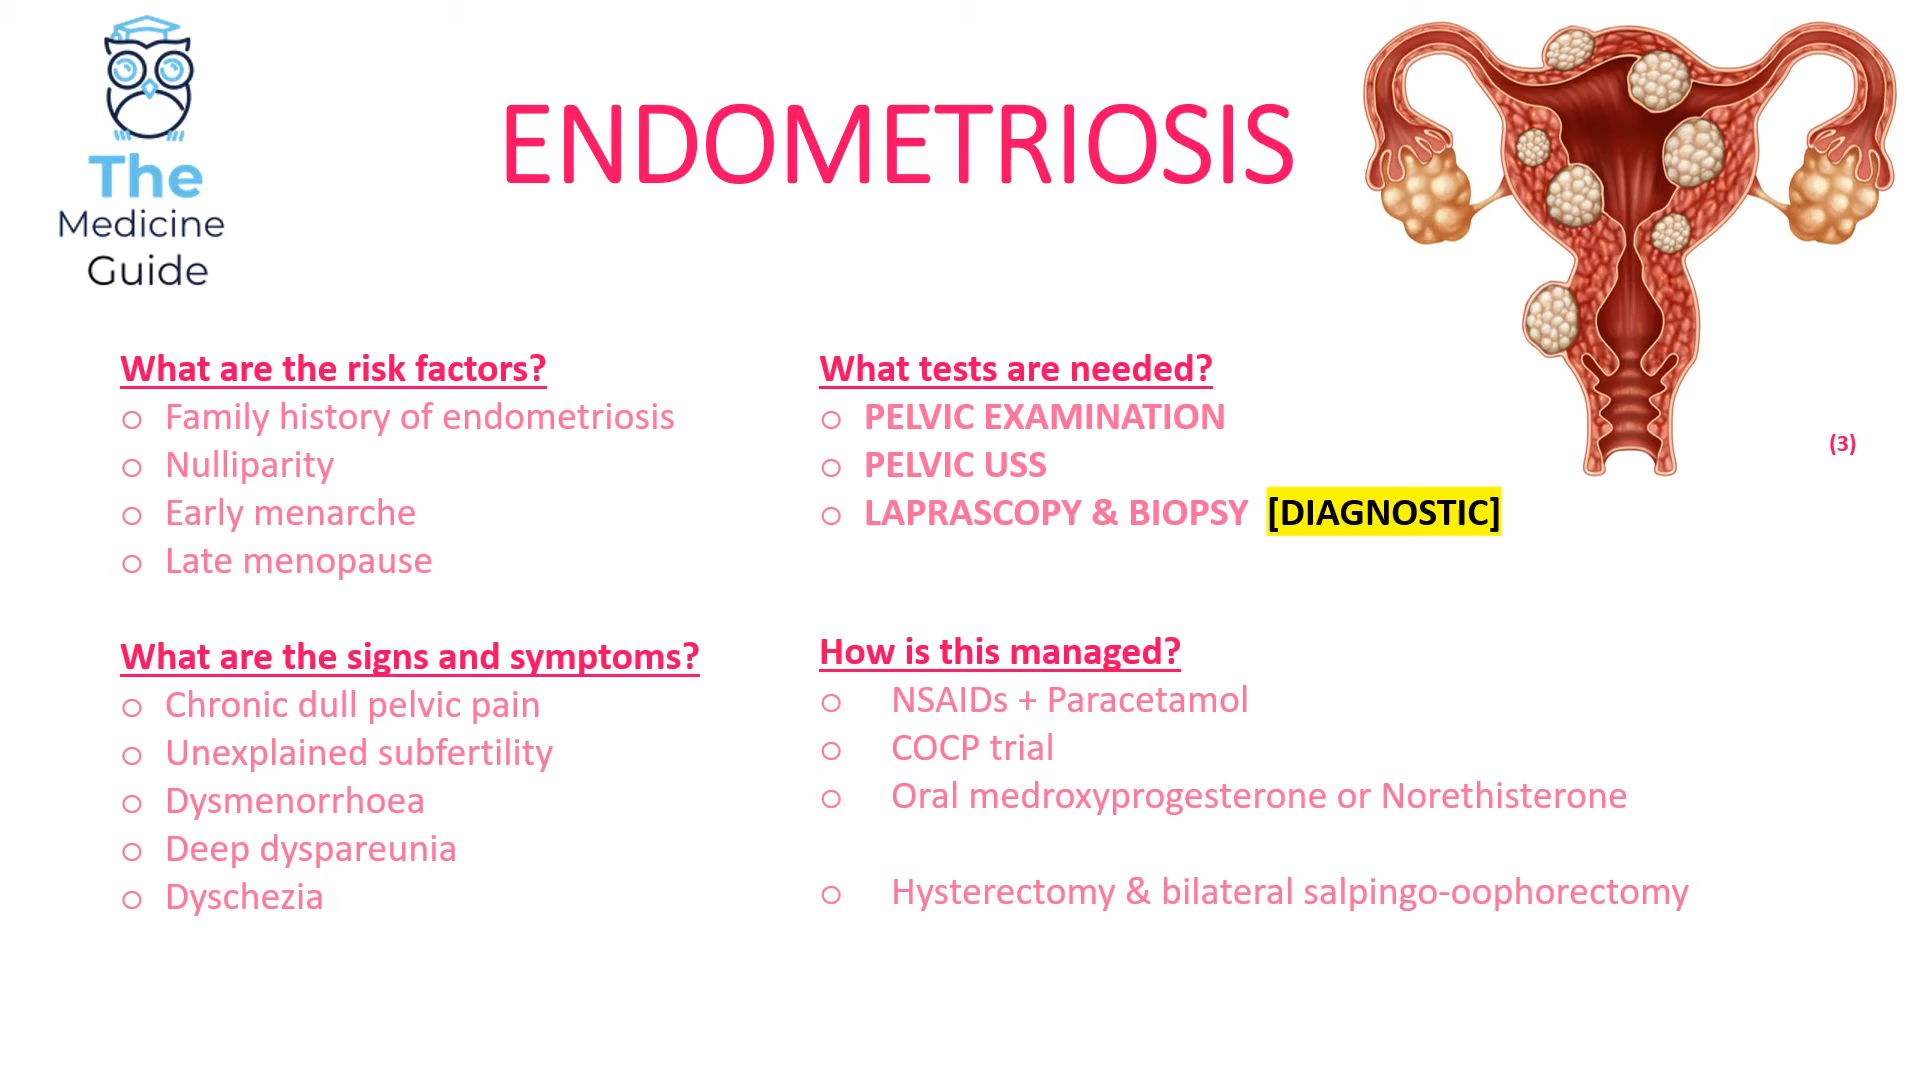 The
Medicine
Guide
ENDOMETRIOSIS
What are the risk factors?
o Family history of endometriosis
o Nulliparity
o Early menarche
o Late menopause
What are the signs and symptoms?
o Chronic dull pelvic pain
o Unexplained subfertility
o Dysmenorrhoea
o Deep dyspareunia
o Dyschezia
What tests are needed?
o PELVIC EXAMINATION
o PELVIC USS
o LAPRASCOPY & BIOPSY [DIAGNOSTIC]
(3)
How is this managed?
o NSAIDs + Paracetamol
o COCP trial
o Oral medroxyprogesterone or Norethisterone
o Hysterectomy & bilateral salpingo-oophorectomy